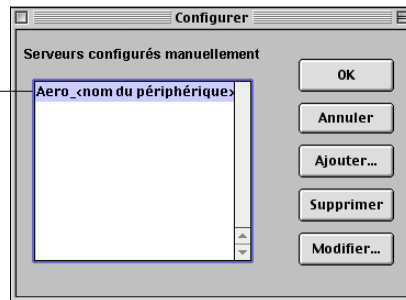 Configurer
Serveurs configurés manuellement
Aero_<nom du périphérique>
OK
Annuler
Ajouter...
Supprimer
Modifier...